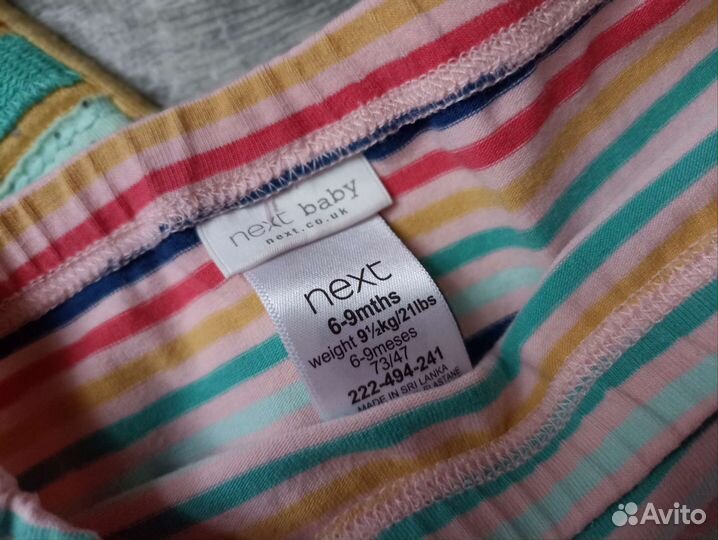 next baby
next.co.uk
next
6-9mths
weight 9½kg/21lbs
6-9meses
73/47
222-494-241
MADE IN SRI LANKA
ELASTANE
Avito